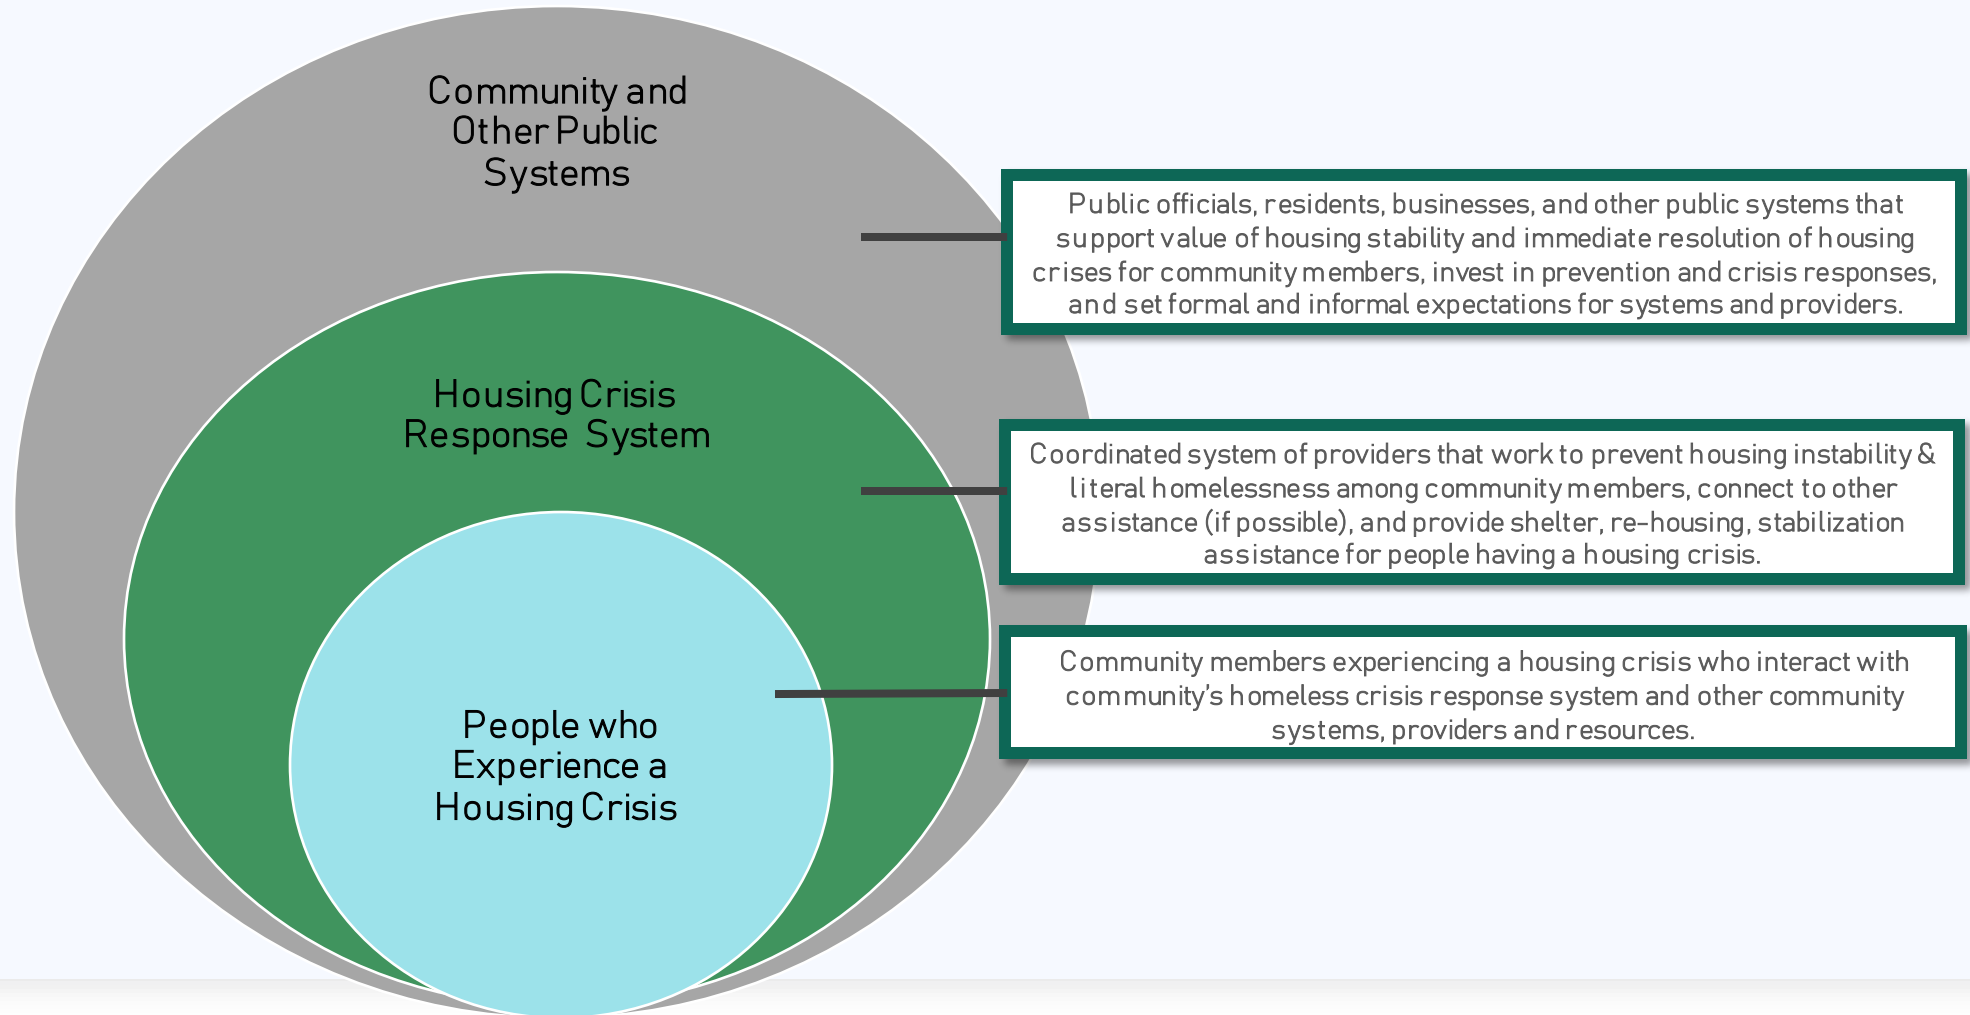 Community and
Other Public
Systems
Public officials, residents, businesses, and other public systems that
support value of housing stability and immediate resolution of housing
crises for community members, invest in prevention and crisis responses,
and set formal and informal expectations for systems and providers.
Housing Crisis
Response System
Coordinated system of providers that work to prevent housing instability &
literal homelessness among community members, connect to other
assistance (if possible), and provide shelter, re-housing, stabilization
assistance for people having a housing crisis.
People who
Experience a
Housing Crisis
Community members experiencing a housing crisis who interact with
community’s homeless crisis response system and other community
systems, providers and resources.